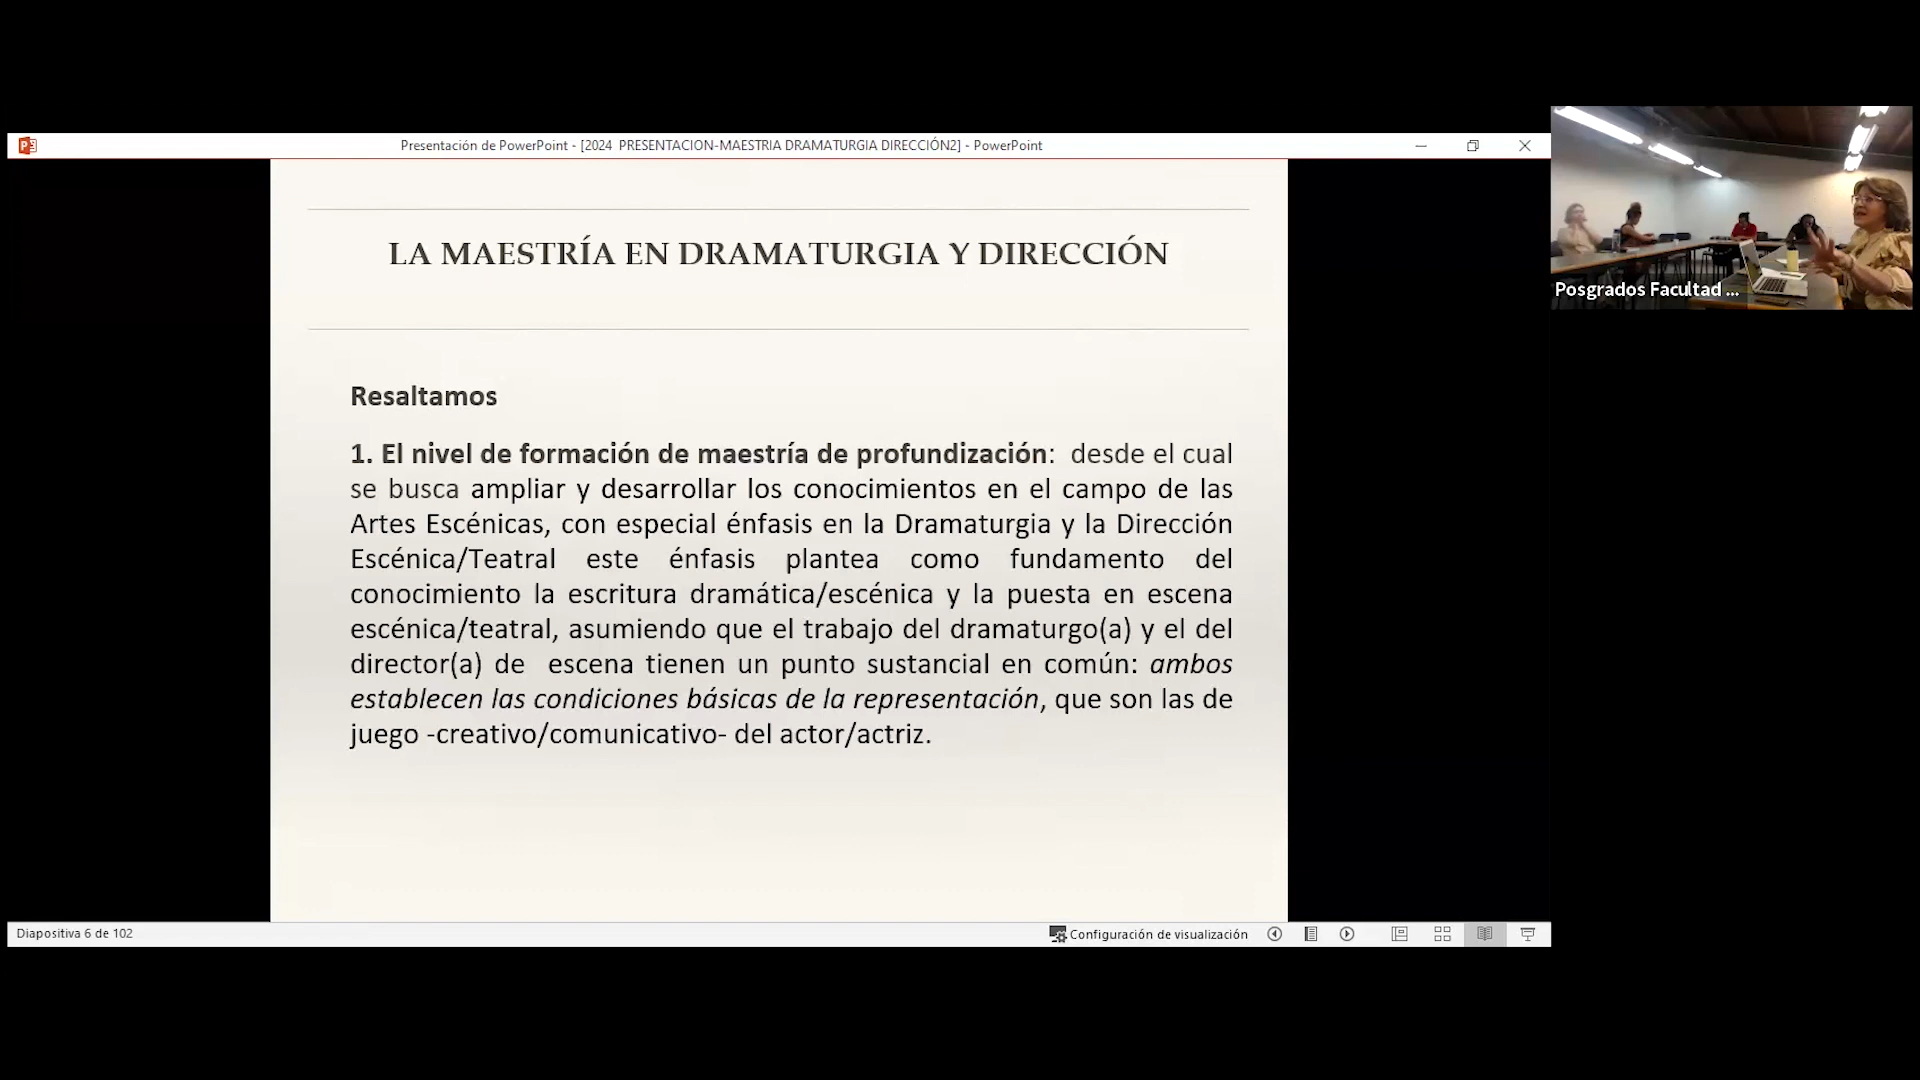 Presentación de PowerPoint - [2024 PRESENTACION-MAESTRIA DRAMATURGIA DIRECCIÓN2] - PowerPoint
LA MAESTRÍA EN DRAMATURGIA Y DIRECCIÓN
Resaltamos
1. El nivel de formación de maestría de profundización: desde el cual
se busca ampliar y desarrollar los conocimientos en el campo de las
Artes Escénicas, con especial énfasis en la Dramaturgia y la Dirección
Escénica/Teatral este énfasis plantea como fundamento del
conocimiento la escritura dramática/escénica y la puesta en escena
escénica/teatral, asumiendo que el trabajo del dramaturgo(a) y el del
director(a) de escena tienen un punto sustancial en común: ambos
establecen las condiciones básicas de la representación, que son las de
juego -creativo/comunicativo- del actor/actriz.
Posgrados Facultad ...
Diapositiva 6 de 102
Configuración de visualización